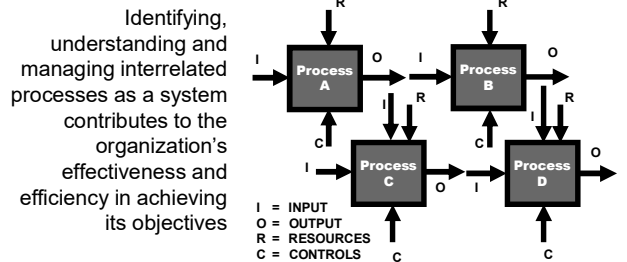 Identifying,
understanding and
managing interrelated
processes as a system
contributes to the
organization's
effectiveness and
efficiency in achieving
its objectives
R
R
I
Process
A
O
I
Process
B
O
C
I
R
C
I
R
I
Process
C
O
I
Process
D
O
C
C
I = INPUT
O = OUTPUT
R = RESOURCES
C = CONTROLS